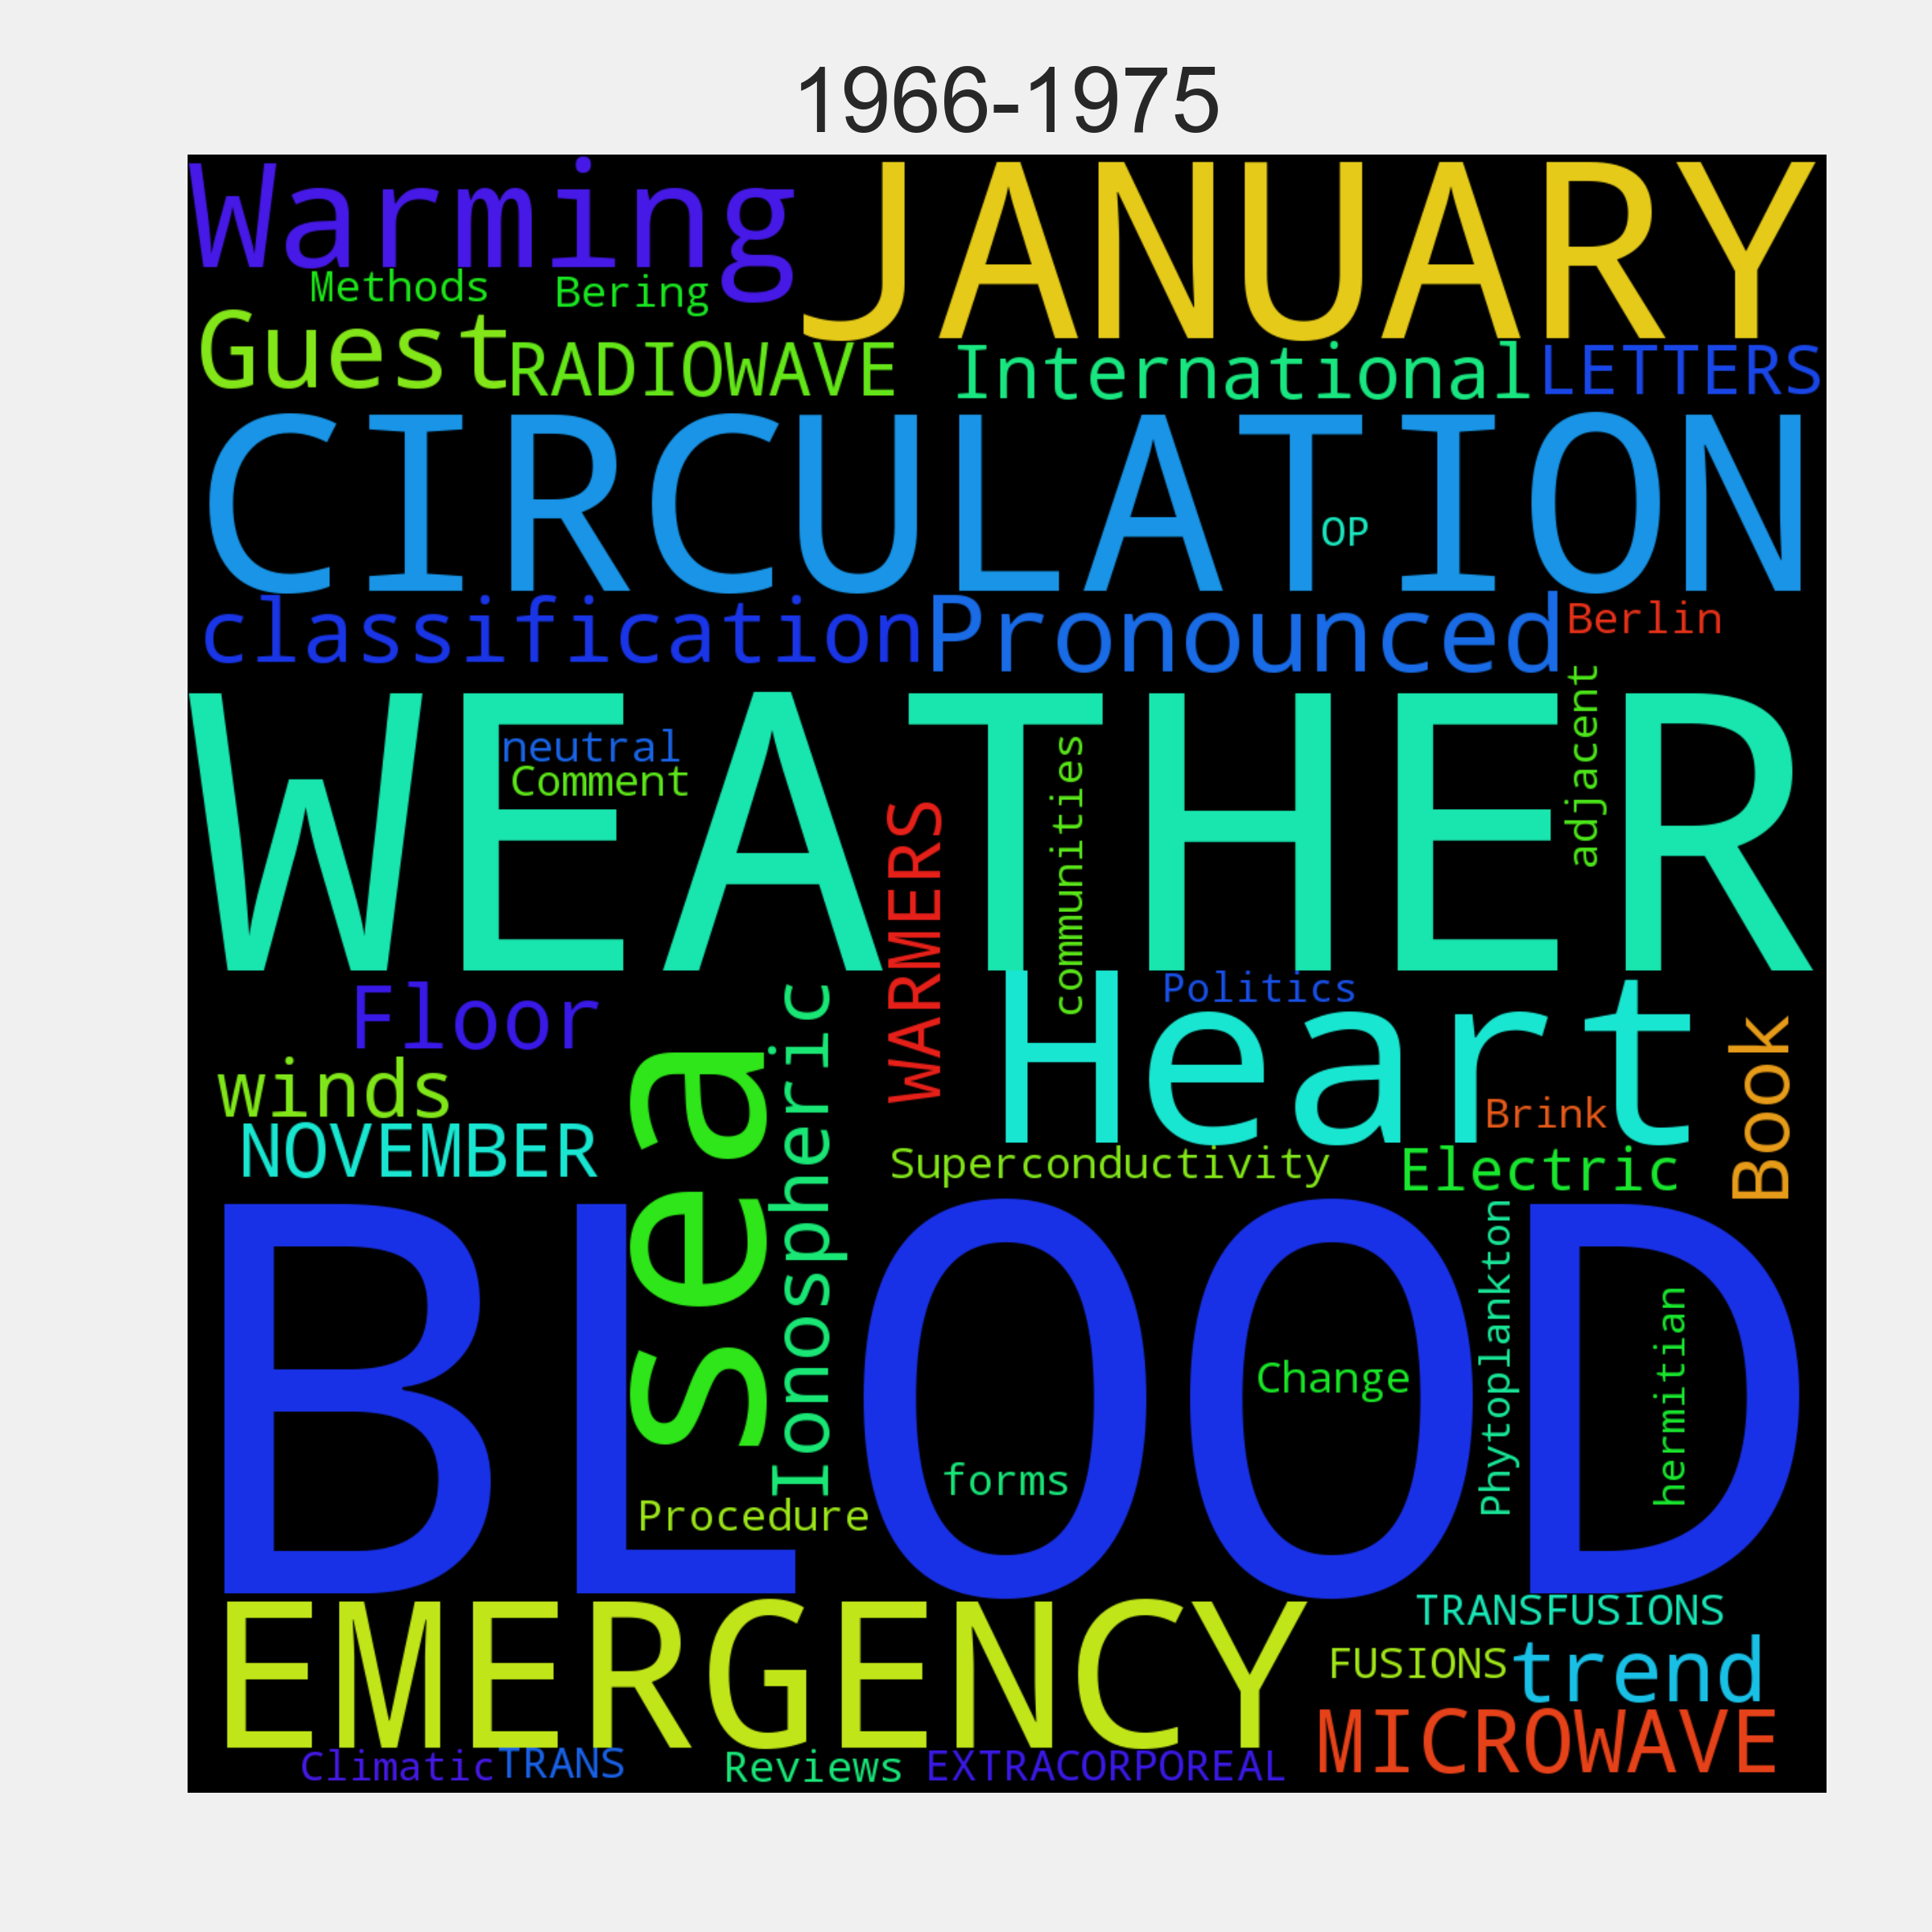 1966-1975
Warming
JANUARY
Methods
Bering
Guest
RADIOWAVE
International
LETTERS
CIRCULATION
OP
classification
Pronounced
Berlin
adjacent
WEATHER
neutral
Comment
communities
WARMERS
Floor
Politics
Heart
winds
sea
Ionospheric
Book
Brink
NOVEMBER
Superconductivity
Electric
BLOOD
Phytoplankton
hermitian
Change
forms
Procedure
EMERGENCY
TRANSFUSIONS
FUSIONS
trend
MICROWAVE
Climatic
TRANS
Reviews
EXTRACORPOREAL